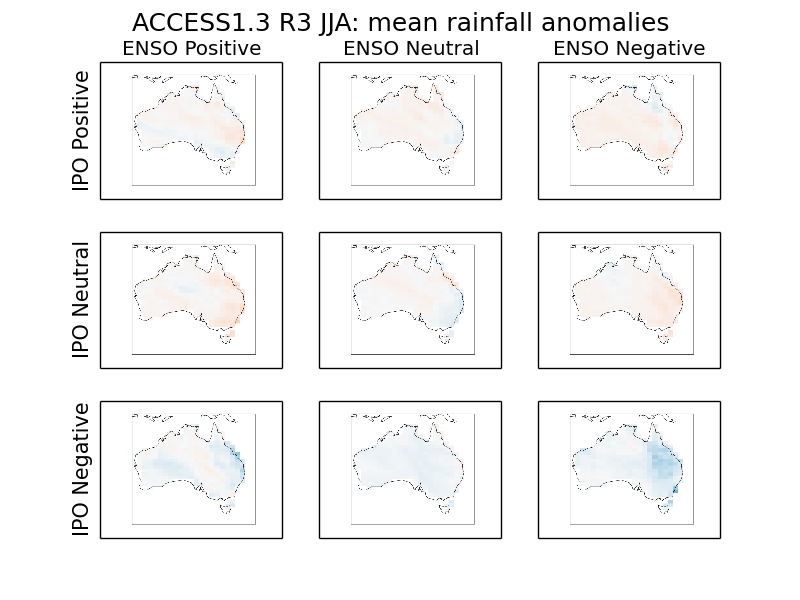 ACCESS1.3 R3 JJA: mean rainfall anomalies
ENSO Positive ENSO Neutral ENSO Negative
IPO Positive
IPO Neutral
IPO Negative